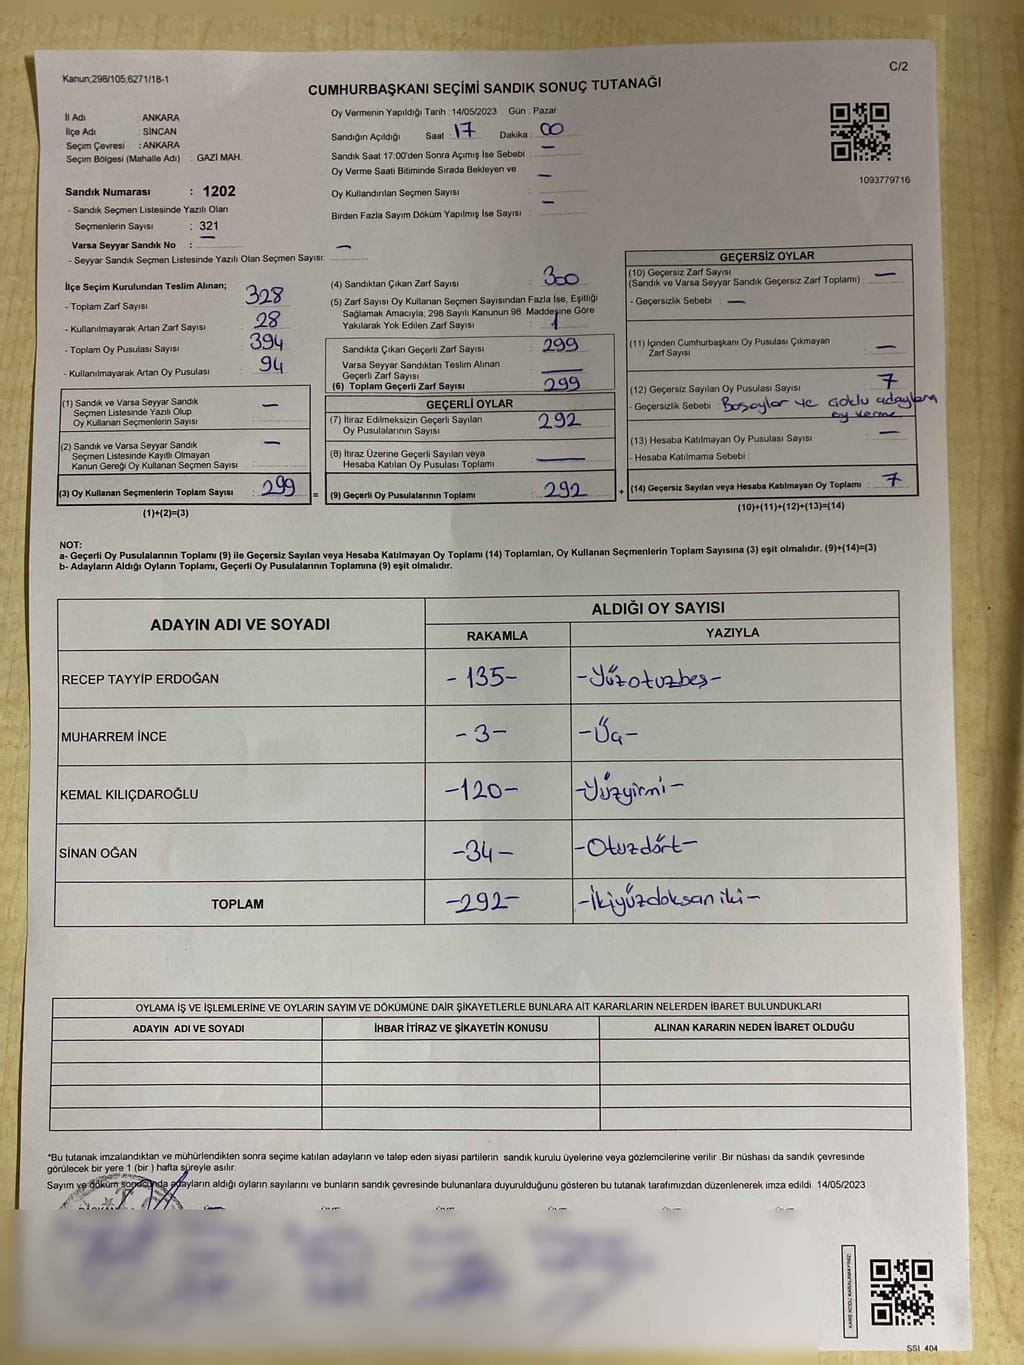 Kanun;298/105,6271/18-1
C/2
CUMHURBAŞKANI SEÇİMİ SANDIK SONUÇ TUTANAĞI
İl Adı : ANKARA
İlçe Adı : SİNCAN
Seçim Çevresi : ANKARA
Seçim Bölgesi (Mahalle Adı) : GAZİ MAH.
Sandık Numarası : 1202
- Sandık Seçmen Listesinde Yazılı Olan
Seçmenlerin Sayısı : 321
Varsa Seyyar Sandık No : —
- Seyyar Sandık Seçmen Listesinde Yazılı Olan Seçmen Sayısı: —
Oy Vermenin Yapıldığı Tarih : 14/05/2023 Gün : Pazar
Sandığın Açıldığı Saat : 17 Dakika : 00
Sandık Saat 17:00'den Sonra Açımış İse Sebebi : —
Oy Verme Saati Bitiminde Sırada Bekleyen ve
Oy Kullandırılan Seçmen Sayısı : —
Birden Fazla Sayım Döküm Yapılmış İse Sayısı : —
1093779716
İlçe Seçim Kurulundan Teslim Alınan;
- Toplam Zarf Sayısı : 328
- Kullanılmayarak Artan Zarf Sayısı : 28
- Toplam Oy Pusulası Sayısı : 394
- Kullanılmayarak Artan Oy Pusulası : 94
(1) Sandık ve Varsa Seyyar Sandık
Seçmen Listesinde Yazılı Olup
Oy Kullanan Seçmenlerin Sayısı : —
(2) Sandık ve Varsa Seyyar Sandık
Seçmen Listesinde Kayıtlı Olmayan
Kanun Gereği Oy Kullanan Seçmen Sayısı : —
(3) Oy Kullanan Seçmenlerin Toplam Sayısı : 299 =
(1)+(2)=(3)
(4) Sandıktan Çıkan Zarf Sayısı : 300
(5) Zarf Sayısı Oy Kullanan Seçmen Sayısından Fazla İse, Eşitliği
Sağlamak Amacıyla, 298 Sayılı Kanunun 98. Maddesine Göre
Yakılarak Yok Edilen Zarf Sayısı : 1
Sandıkta Çıkan Geçerli Zarf Sayısı : 299
Varsa Seyyar Sandıktan Teslim Alınan
Geçerli Zarf Sayısı : —
(6) Toplam Geçerli Zarf Sayısı : 299
GEÇERLİ OYLAR
(7) İtiraz Edilmeksizin Geçerli Sayılan
Oy Pusulalarının Sayısı : 292
(8) İtiraz Üzerine Geçerli Sayılan veya
Hesaba Katılan Oy Pusulası Toplamı : —
(9) Geçerli Oy Pusulalarının Toplamı : 292 +
GEÇERSİZ OYLAR
(10) Geçersiz Zarf Sayısı
(Sandık ve Varsa Seyyar Sandık Geçersiz Zarf Toplamı) : —
- Geçersizlik Sebebi : —
(11) İçinden Cumhurbaşkanı Oy Pusulası Çıkmayan
Zarf Sayısı : —
(12) Geçersiz Sayılan Oy Pusulası Sayısı : 7
- Geçersizlik Sebebi : Boşoylar ve çoklu adaylara
oy verme
(13) Hesaba Katılmayan Oy Pusulası Sayısı : —
- Hesaba Katılmama Sebebi :
(14) Geçersiz Sayılan veya Hesaba Katılmayan Oy Toplamı : 7
(10)+(11)+(12)+(13)=(14)
NOT:
a- Geçerli Oy Pusulalarının Toplamı (9) ile Geçersiz Sayılan veya Hesaba Katılmayan Oy Toplamı (14) Toplamları, Oy Kullanan Seçmenlerin Toplam Sayısına (3) eşit olmalıdır. (9)+(14)=(3)
b- Adayların Aldığı Oyların Toplamı, Geçerli Oy Pusulalarının Toplamına (9) eşit olmalıdır.
ADAYIN ADI VE SOYADI
ALDIĞI OY SAYISI
RAKAMLA YAZIYLA
RECEP TAYYİP ERDOĞAN - 135 - - Yüzotuzbeş -
MUHARREM İNCE - 3 - - Üç -
KEMAL KILIÇDAROĞLU - 120 - - Yüzyirmi -
SİNAN OĞAN - 34 - - Otuzdört -
TOPLAM - 292 - - İkiyüzdoksan iki -
OYLAMA İŞ VE İŞLEMLERİNE VE OYLARIN SAYIM VE DÖKÜMÜNE DAİR ŞİKAYETLERLE BUNLARA AİT KARARLARIN NELERDEN İBARET BULUNDUKLARI
ADAYIN ADI VE SOYADI İHBAR İTİRAZ VE ŞİKAYETİN KONUSU ALINAN KARARIN NEDEN İBARET OLDUĞU
*Bu tutanak imzalandıktan ve mühürlendikten sonra seçime katılan adayların ve talep eden siyasi partilerin sandık kurulu üyelerine veya gözlemcilerine verilir .Bir nüshası da sandık çevresinde
görülecek bir yere 1 (bir ) hafta süreyle asılır.
Sayım ve döküm sonucunda adayların aldığı oyların sayılarını ve bunların sandık çevresinde bulunanlara duyurulduğunu gösteren bu tutanak tarafımızdan düzenlenerek imza edildi. 14/05/2023
SSI 404